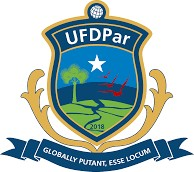 UFDPar
2018
GLOBALLY PUTANT, ESSE LOCUM